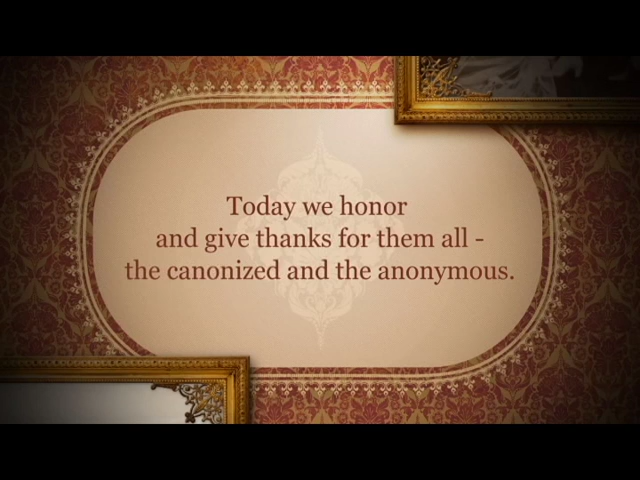 Today we honor
and give thanks for them all -
the canonized and the anonymous.